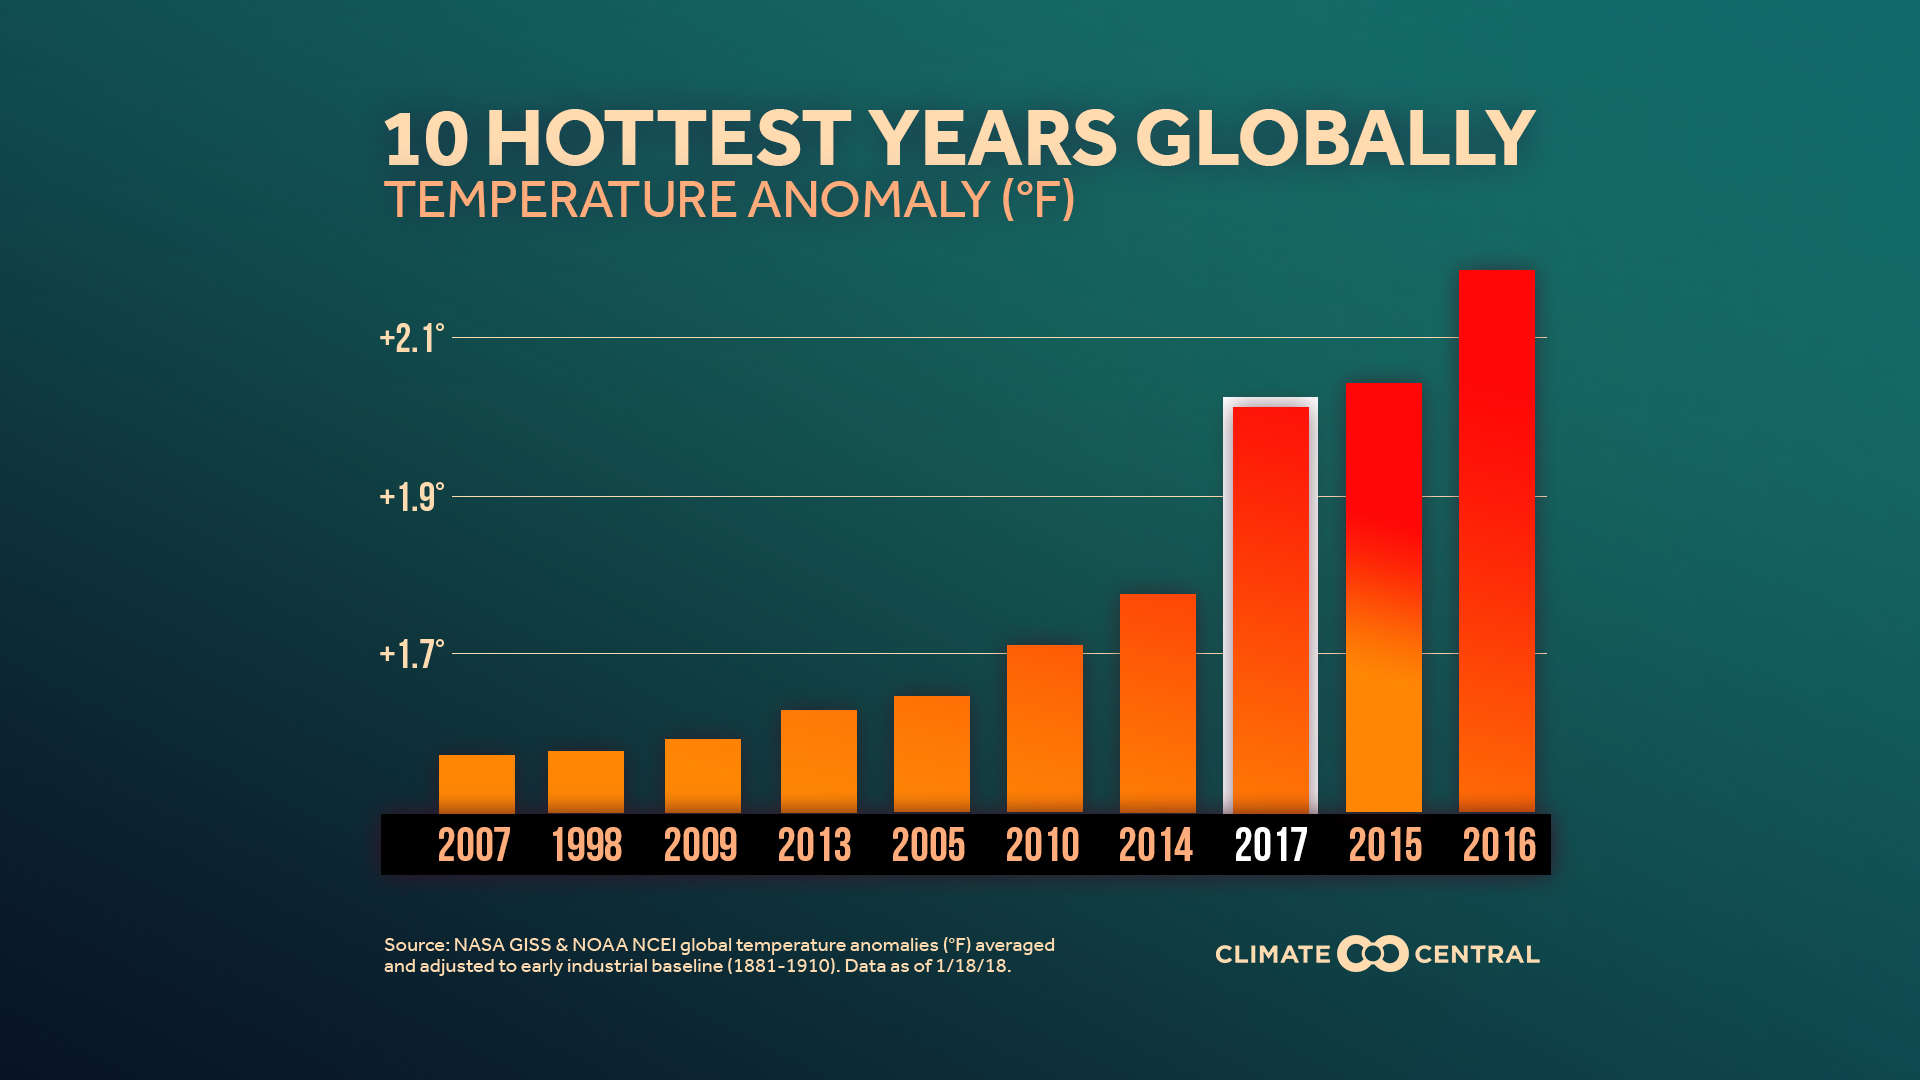 10 HOTTEST YEARS GLOBALLY
TEMPERATURE ANOMALY (°F)
+2.1°
+1.9°
+1.7°
2007 1998 2009 2013 2005 2010 2014 2017 2015 2016
Source: NASA GISS & NOAA NCEI global temperature anomalies (°F) averaged
and adjusted to early industrial baseline (1881-1910). Data as of 1/18/18.
CLIMATE CENTRAL